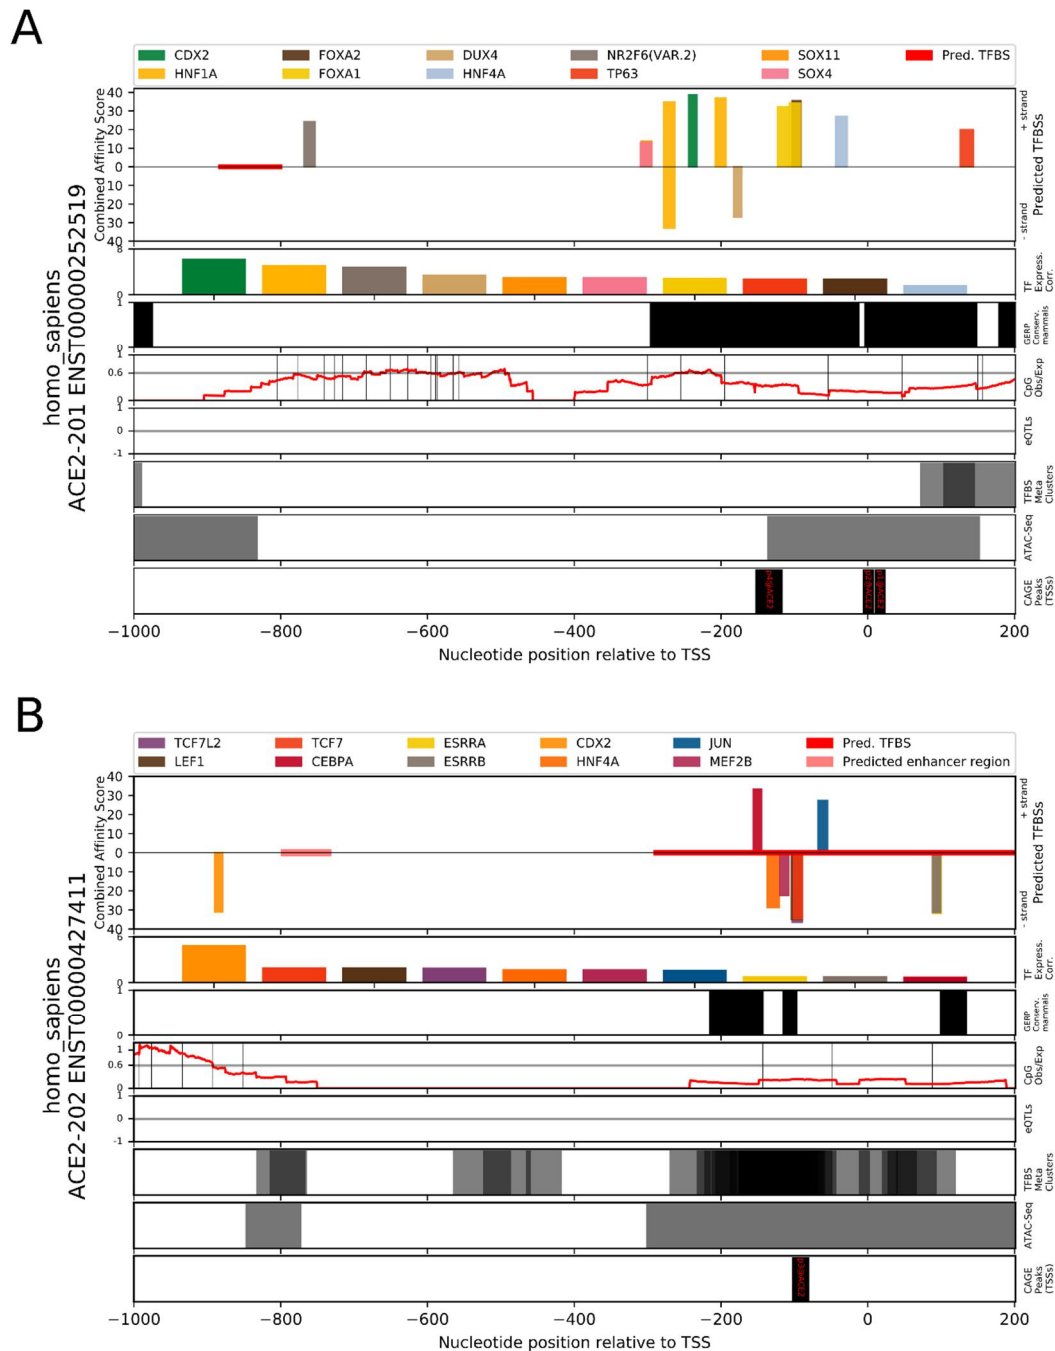 A
CDX2 FOXA2 DUX4 NR2F6(VAR.2) SOX11 Pred. TFBS
HNF1A FOXA1 HNF4A TP63 SOX4
homo_sapiens
ACE2-201 ENST00000252519
Combined Affinity Score
40
30
20
10
0
10
20
30
40
- strand + strand
Predicted TFBSs
8
0
TF
Express.
Corr.
1
0
GERP
Conserv.
mammals
1
0.6
0
CpG
Obs/Exp
1
0
-1
eQTLs
TFBS
Meta
Clusters
ATAC-Seq
p4@ACE2 p2@ACE2 p1@ACE2
CAGE
Peaks
(TSSs)
−1000 −800 −600 −400 −200 0 200
Nucleotide position relative to TSS
B
TCF7L2 TCF7 ESRRA CDX2 JUN Pred. TFBS
LEF1 CEBPA ESRRB HNF4A MEF2B Predicted enhancer region
homo_sapiens
ACE2-202 ENST00000427411
Combined Affinity Score
40
30
20
10
0
10
20
30
40
- strand + strand
Predicted TFBSs
6
0
TF
Express.
Corr.
1
0
GERP
Conserv.
mammals
1
0.6
0
CpG
Obs/Exp
1
0
-1
eQTLs
TFBS
Meta
Clusters
ATAC-Seq
CAGE
Peaks
(TSSs)
−1000 −800 −600 −400 −200 0 200
Nucleotide position relative to TSS